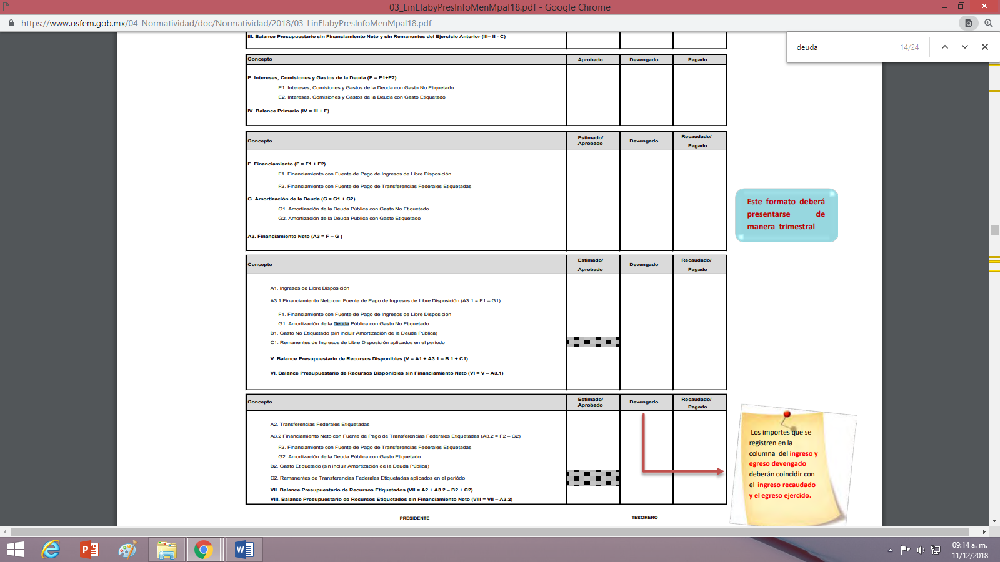 03_LinElabyPresInfoMenMpal18.pdf - Google Chrome
https://www.osfem.gob.mx/04_Normatividad/doc/Normatividad/2018/03_LinElabyPresInfoMenMpal18.pdf
deuda 14/24
III. Balance Presupuestario sin Financiamiento Neto y sin Remanentes del Ejercicio Anterior (III= II - C)
Concepto Aprobado Devengado Pagado
E. Intereses, Comisiones y Gastos de la Deuda (E = E1+E2)
E1. Intereses, Comisiones y Gastos de la Deuda con Gasto No Etiquetado
E2. Intereses, Comisiones y Gastos de la Deuda con Gasto Etiquetado
IV. Balance Primario (IV = III + E)
Concepto Estimado/ Aprobado Devengado Recaudado/ Pagado
F. Financiamiento (F = F1 + F2)
F1. Financiamiento con Fuente de Pago de Ingresos de Libre Disposición
F2. Financiamiento con Fuente de Pago de Transferencias Federales Etiquetadas
G. Amortización de la Deuda (G = G1 + G2)
G1. Amortización de la Deuda Pública con Gasto No Etiquetado
G2. Amortización de la Deuda Pública con Gasto Etiquetado
A3. Financiamiento Neto (A3 = F – G )
Este formato deberá
presentarse de
manera trimestral
Concepto Estimado/ Aprobado Devengado Recaudado/ Pagado
A1. Ingresos de Libre Disposición
A3.1 Financiamiento Neto con Fuente de Pago de Ingresos de Libre Disposición (A3.1 = F1 – G1)
F1. Financiamiento con Fuente de Pago de Ingresos de Libre Disposición
G1. Amortización de la Deuda Pública con Gasto No Etiquetado
B1. Gasto No Etiquetado (sin incluir Amortización de la Deuda Pública)
C1. Remanentes de Ingresos de Libre Disposición aplicados en el periodo
V. Balance Presupuestario de Recursos Disponibles (V = A1 + A3.1 – B 1 + C1)
VI. Balance Presupuestario de Recursos Disponibles sin Financiamiento Neto (VI = V – A3.1)
Concepto Estimado/ Aprobado Devengado Recaudado/ Pagado
A2. Transferencias Federales Etiquetadas
A3.2 Financiamiento Neto con Fuente de Pago de Transferencias Federales Etiquetadas (A3.2 = F2 – G2)
F2. Financiamiento con Fuente de Pago de Transferencias Federales Etiquetadas
G2. Amortización de la Deuda Pública con Gasto Etiquetado
B2. Gasto Etiquetado (sin incluir Amortización de la Deuda Pública)
C2. Remanentes de Transferencias Federales Etiquetadas aplicados en el periódo
VII. Balance Presupuestario de Recursos Etiquetados (VII = A2 + A3.2 – B2 + C2)
VIII. Balance Presupuestario de Recursos Etiquetados sin Financiamiento Neto (VIII = VII – A3.2)
Los importes que se
registren en la
columna del ingreso y
egreso devengado
deberán coincidir con
el ingreso recaudado
y el egreso ejercido.
PRESIDENTE TESORERO
09:14 a. m.
11/12/2018